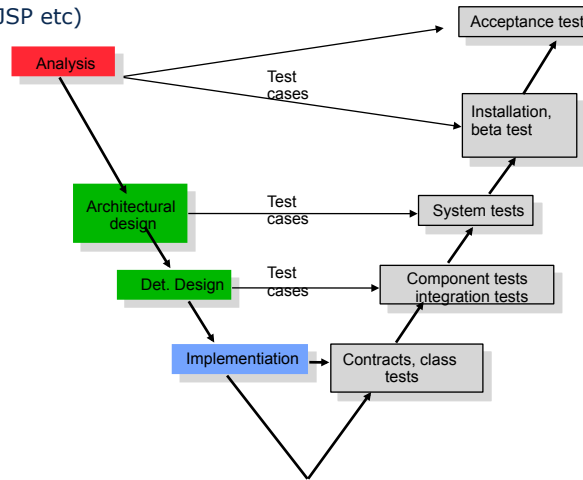 JSP etc)
Acceptance test
Analysis
Test
cases
Installation,
beta test
Architectural
design
Test
cases
System tests
Det. Design
Test
cases
Component tests
integration tests
Implementiation
Contracts, class
tests